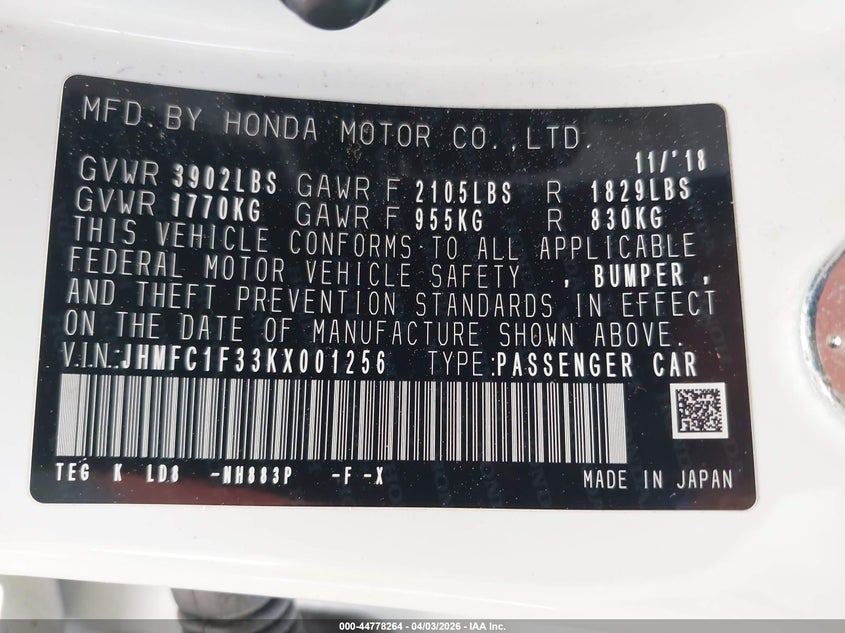 MFD.BY HONDA MOTOR CO.,LTD.
11/'18
GVWR 3902LBS GAWR F 2105LBS R 1829LBS
GVWR 1770KG GAWR F 955KG R 830KG
THIS VEHICLE CONFORMS TO ALL APPLICABLE
FEDERAL MOTOR VEHICLE SAFETY , BUMPER ,
AND THEFT PREVENTION STANDARDS IN EFFECT
ON THE DATE OF MANUFACTURE SHOWN ABOVE.
V.I.N.:JHMFC1F33KX001256 TYPE:PASSENGER CAR
TEG K LD8 -NH883P -F -X MADE IN JAPAN
000-44778264 | 04/03/2026 | IAA Inc.